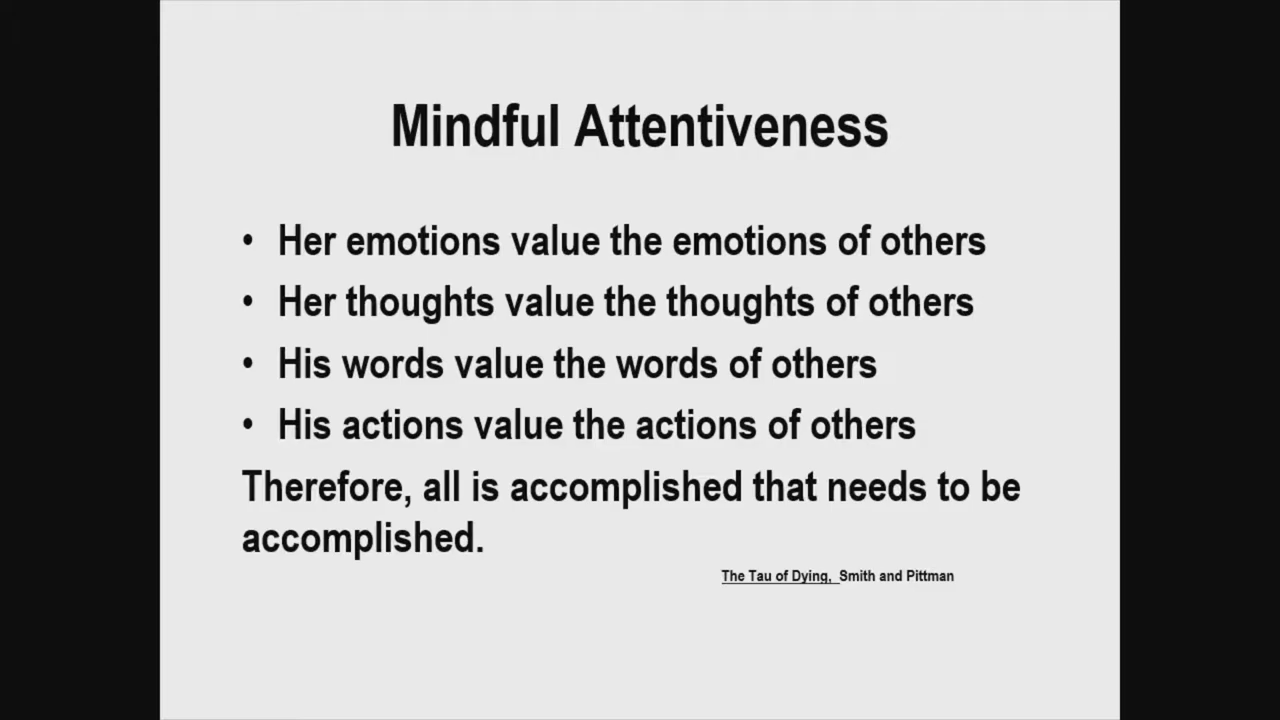 Mindful Attentiveness
• Her emotions value the emotions of others
• Her thoughts value the thoughts of others
• His words value the words of others
• His actions value the actions of others
Therefore, all is accomplished that needs to be
accomplished.
The Tau of Dying, Smith and Pittman